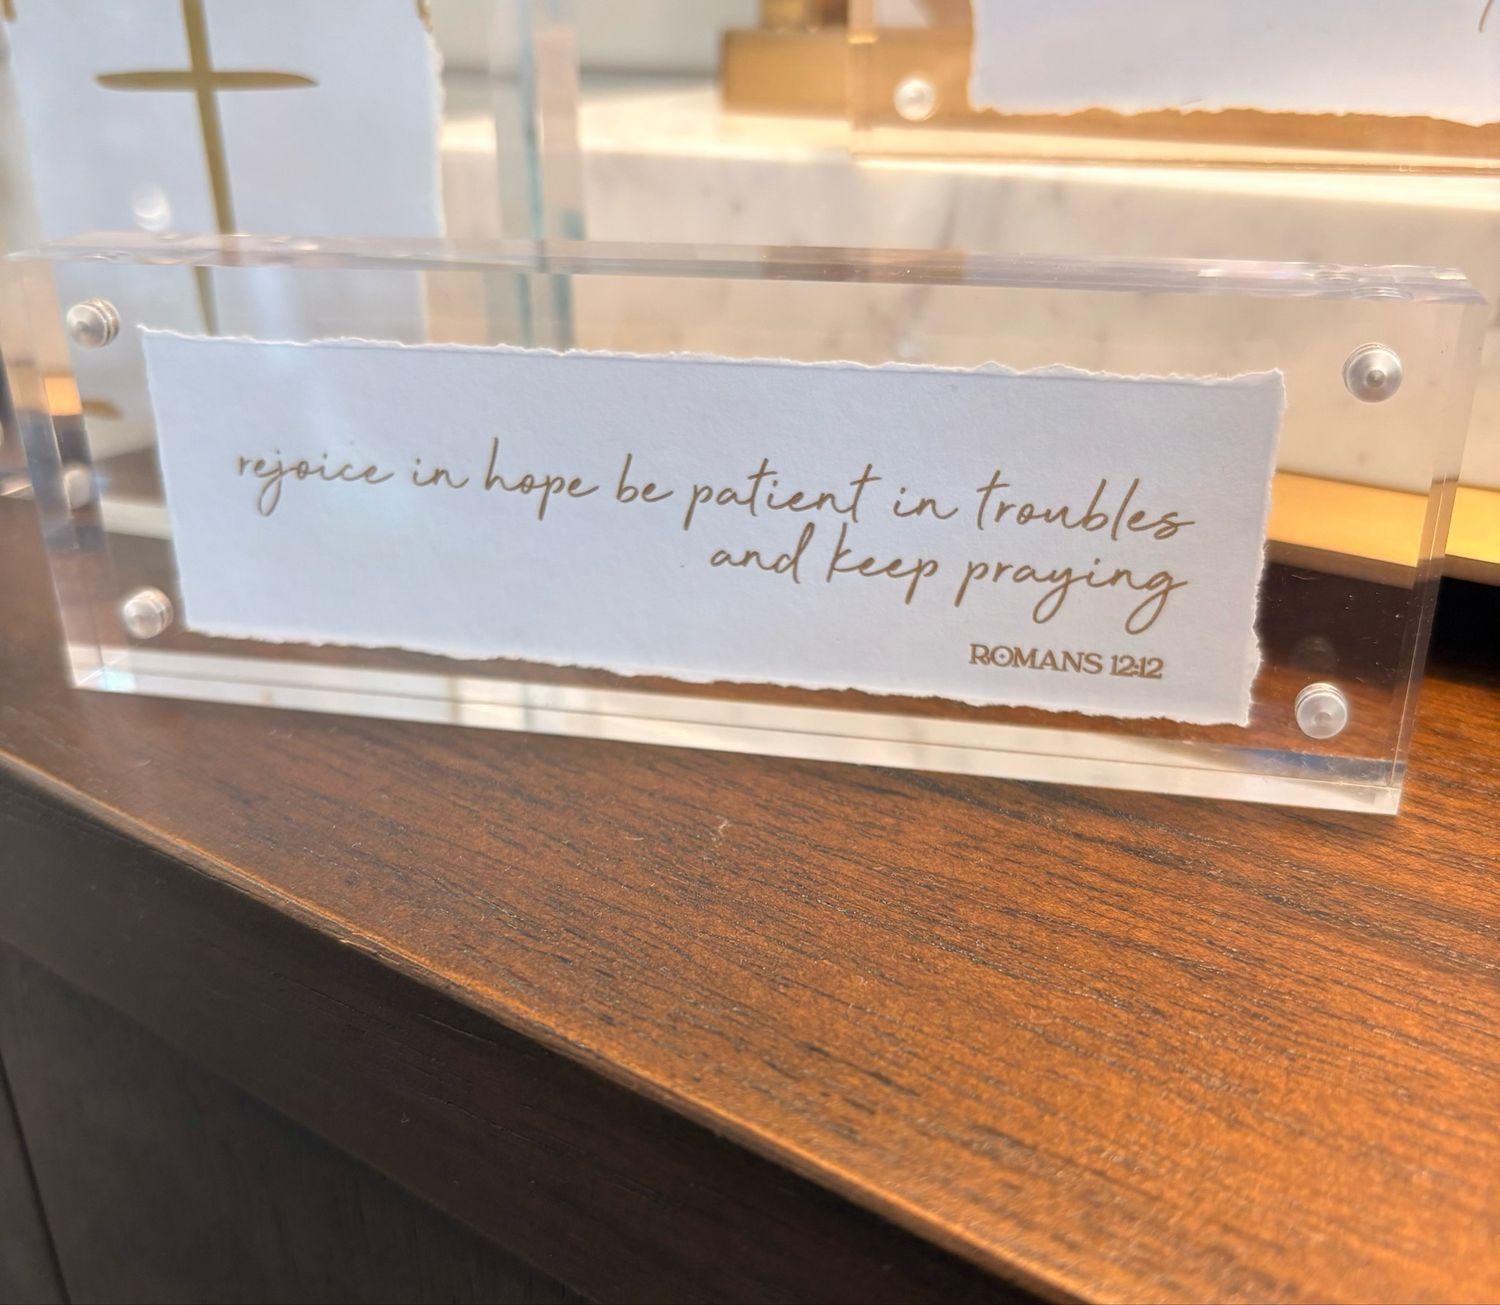 rejoice in hope be patient in troubles
and keep praying
ROMANS 12:12